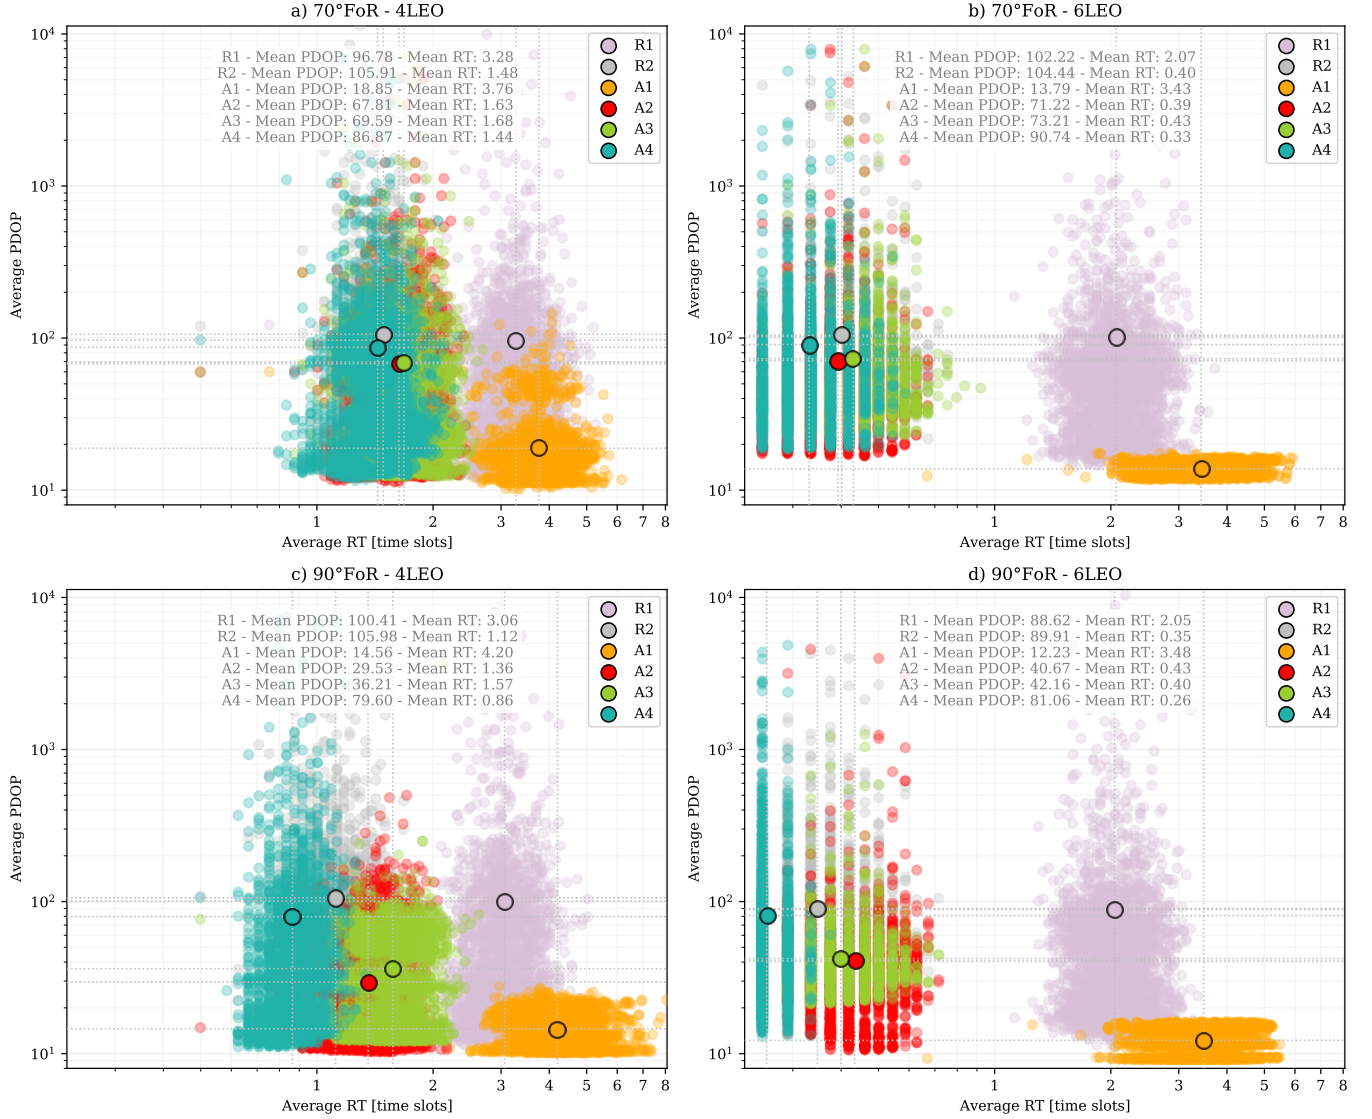 a) 70°FoR - 4LEO
R1 - Mean PDOP: 96.78 - Mean RT: 3.28
R2 - Mean PDOP: 105.91 - Mean RT: 1.48
A1 - Mean PDOP: 18.85 - Mean RT: 3.76
A2 - Mean PDOP: 67.85 - Mean RT: 1.63
A3 - Mean PDOP: 69.59 - Mean RT: 1.68
A4 - Mean PDOP: 86.87 - Mean RT: 1.44
R1
R2
A1
A2
A3
A4
10⁴
10³
10²
10¹
Average PDOP
1 2 3 4 5 6 7 8
Average RT [time slots]
b) 70°FoR - 6LEO
R1 - Mean PDOP: 102.22 - Mean RT: 2.07
R2 - Mean PDOP: 104.44 - Mean RT: 0.40
A1 - Mean PDOP: 13.79 - Mean RT: 3.43
A2 - Mean PDOP: 71.22 - Mean RT: 0.39
A3 - Mean PDOP: 73.21 - Mean RT: 0.43
A4 - Mean PDOP: 90.74 - Mean RT: 0.33
R1
R2
A1
A2
A3
A4
10⁴
10³
10²
10¹
Average PDOP
1 2 3 4 5 6 7 8
Average RT [time slots]
c) 90°FoR - 4LEO
R1 - Mean PDOP: 100.41 - Mean RT: 3.06
R2 - Mean PDOP: 105.98 - Mean RT: 1.12
A1 - Mean PDOP: 14.56 - Mean RT: 4.20
A2 - Mean PDOP: 29.53 - Mean RT: 1.36
A3 - Mean PDOP: 36.21 - Mean RT: 1.57
A4 - Mean PDOP: 79.60 - Mean RT: 0.86
R1
R2
A1
A2
A3
A4
10⁴
10³
10²
10¹
Average PDOP
1 2 3 4 5 6 7 8
Average RT [time slots]
d) 90°FoR - 6LEO
R1 - Mean PDOP: 88.62 - Mean RT: 2.05
R2 - Mean PDOP: 89.91 - Mean RT: 0.35
A1 - Mean PDOP: 12.23 - Mean RT: 3.48
A2 - Mean PDOP: 40.67 - Mean RT: 0.43
A3 - Mean PDOP: 42.16 - Mean RT: 0.40
A4 - Mean PDOP: 81.06 - Mean RT: 0.26
R1
R2
A1
A2
A3
A4
10⁴
10³
10²
10¹
Average PDOP
1 2 3 4 5 6 7 8
Average RT [time slots]